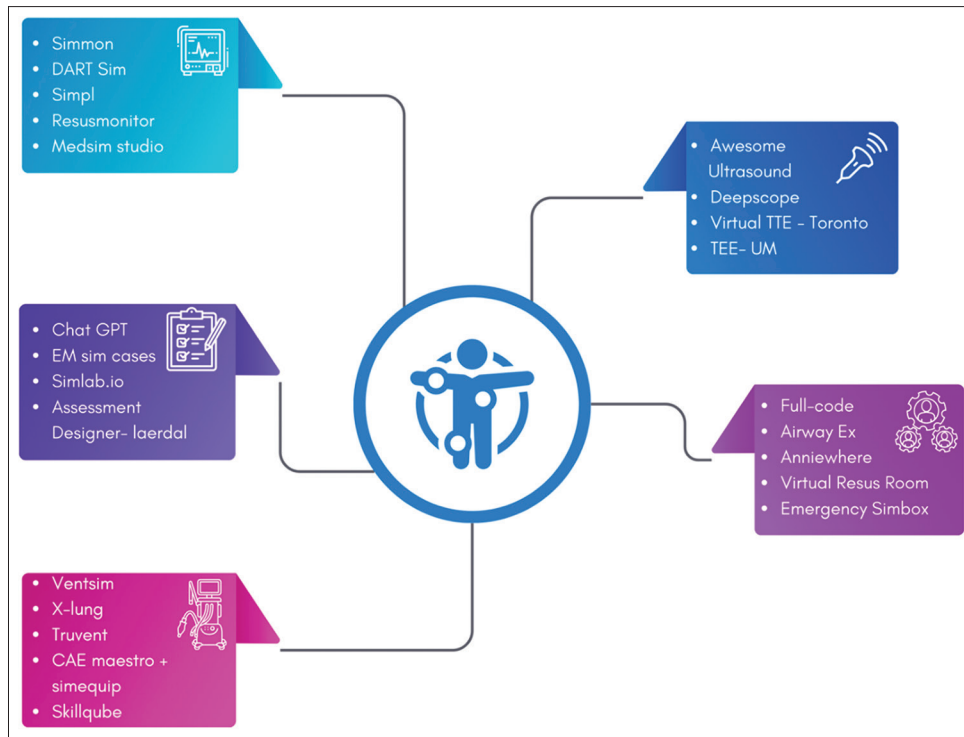 • Simmon
• DART Sim
• Simpl
• Resusmonitor
• Medsim studio
• Awesome
Ultrasound
• Deepscope
• Virtual TTE - Toronto
• TEE- UM
• Chat GPT
• EM sim cases
• Simlab.io
• Assessment
Designer- laerdal
• Full-code
• Airway Ex
• Anniewhere
• Virtual Resus Room
• Emergency Simbox
• Ventsim
• X-lung
• Truvent
• CAE maestro +
simequip
• Skillqube